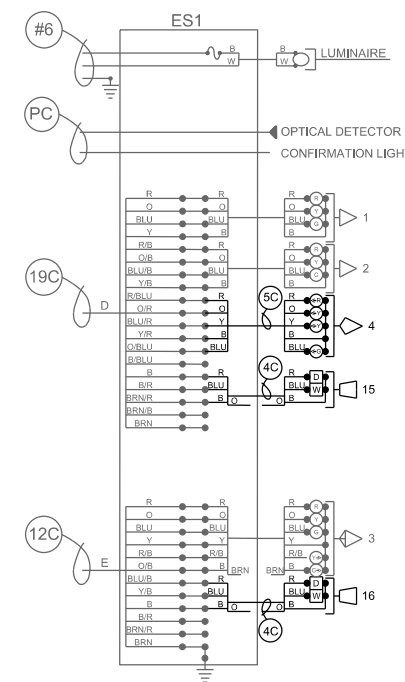 ES1
#6
B B
W W LUMINAIRE
PC
OPTICAL DETECTOR
CONFIRMATION LIGH
R R R R
O O O Y
BLU BLU BLU G 1
Y B B
R/B R R R
O/B O O Y
BLU/B BLU BLU G 2
Y/B B B
19C D
R/BLU R 5C R R
O/R O O Y
BLU/R Y Y Y 4
Y/R B B
O/BLU BLU BLU G
B/BLU
B R 4C R D
B/R BLU BLU W 15
BRN/R B O O B
BRN/B
BRN
R R R R
O O O Y
BLU BLU BLU G
Y Y Y 3
12C E
R/B R/B R/B Y
O/B B BRN BRN B G
BLU/B R R D
Y/B BLU BLU W 16
B B O O B
B/R 4C
BRN/R
BRN